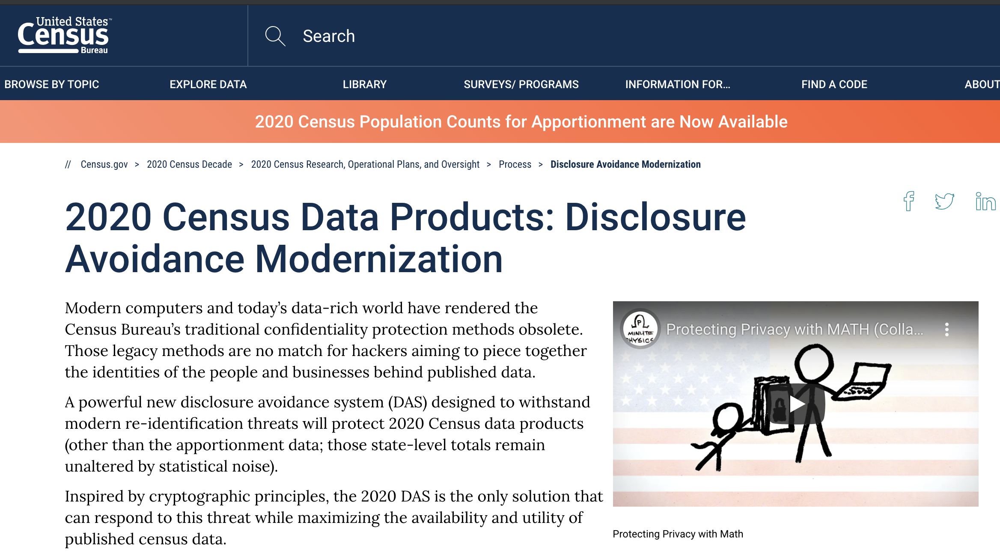 United States™
Census
Bureau
Search
BROWSE BY TOPIC
EXPLORE DATA
LIBRARY
SURVEYS/ PROGRAMS
INFORMATION FOR...
FIND A CODE
ABOUT
2020 Census Population Counts for Apportionment are Now Available
// Census.gov > 2020 Census Decade > 2020 Census Research, Operational Plans, and Oversight > Process > Disclosure Avoidance Modernization
f
in
2020 Census Data Products: Disclosure
Avoidance Modernization
Modern computers and today’s data-rich world have rendered the
Census Bureau’s traditional confidentiality protection methods obsolete.
Those legacy methods are no match for hackers aiming to piece together
the identities of the people and businesses behind published data.
A powerful new disclosure avoidance system (DAS) designed to withstand
modern re-identification threats will protect 2020 Census data products
(other than the apportionment data; those state-level totals remain
unaltered by statistical noise).
Inspired by cryptographic principles, the 2020 DAS is the only solution that
can respond to this threat while maximizing the availability and utility of
published census data.
P
MINUTE
PHYSICS
Protecting Privacy with MATH (Colla...
Protecting Privacy with Math